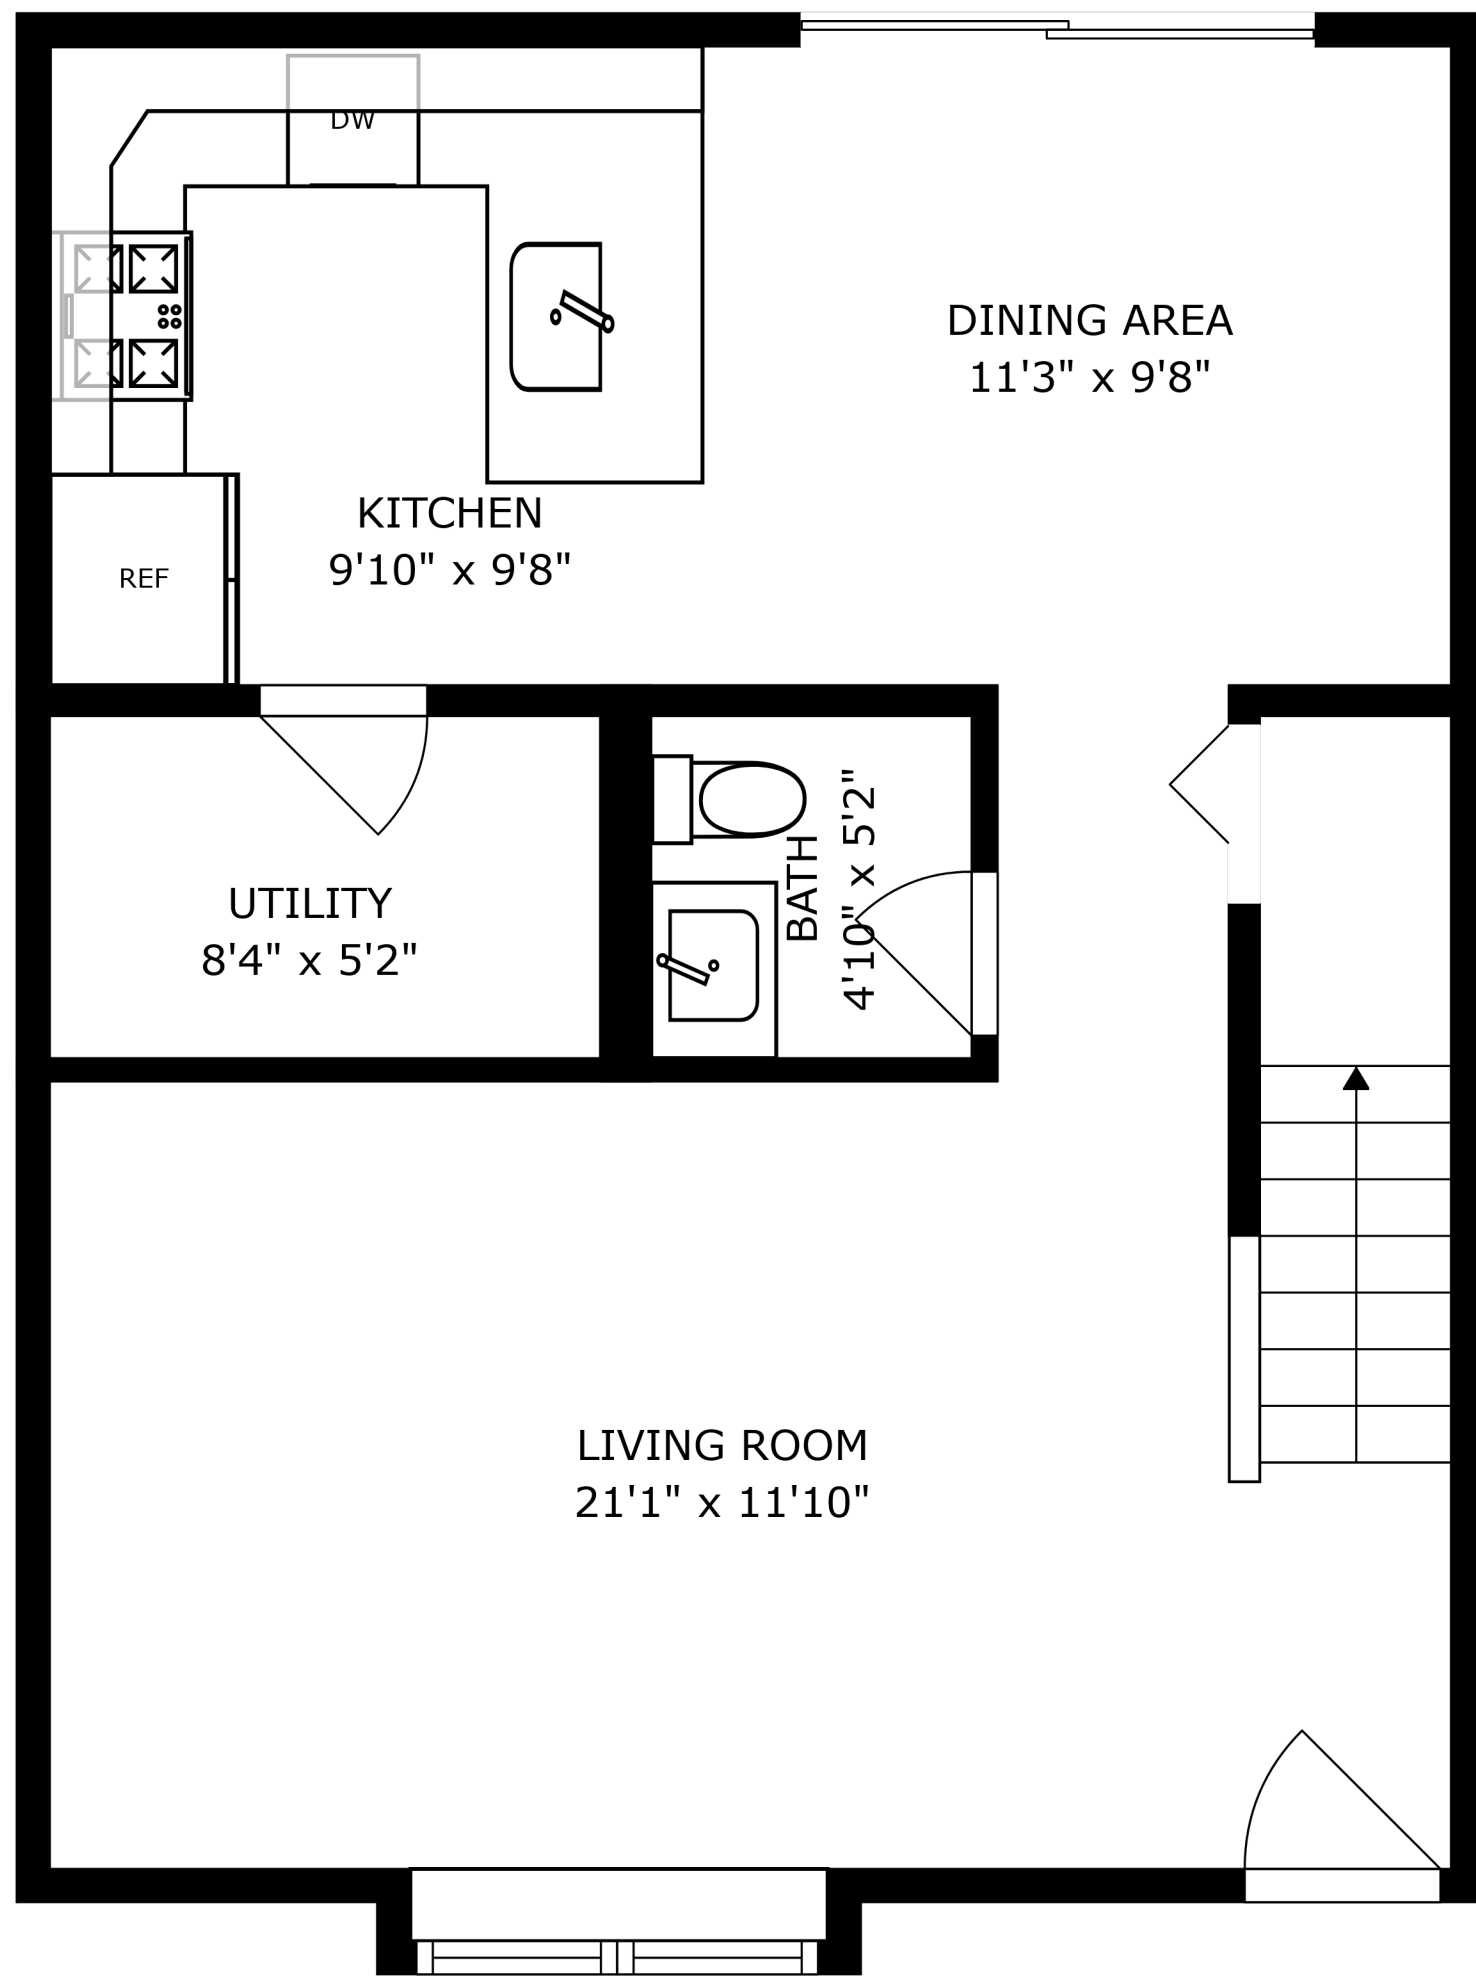 DW
DINING AREA
11'3" x 9'8"
KITCHEN
9'10" x 9'8"
REF
UTILITY
8'4" x 5'2"
BATH
4'10" x 5'2"
LIVING ROOM
21'1" x 11'10"